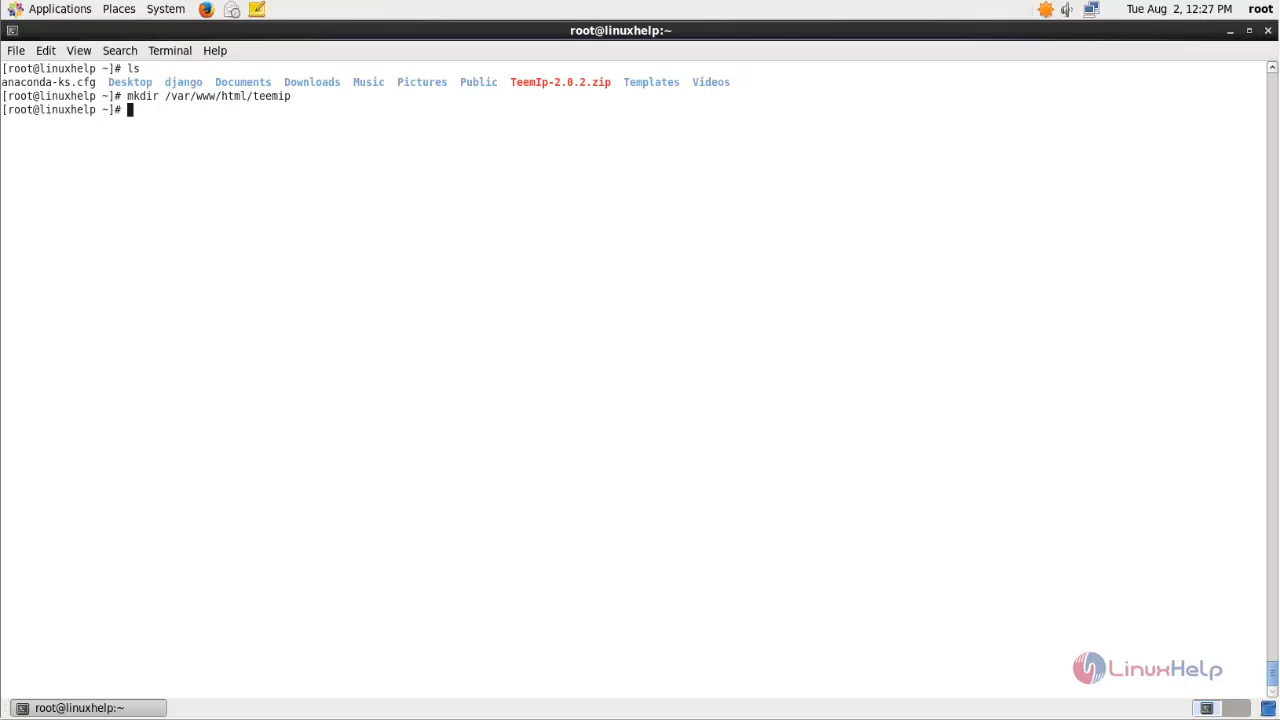 Applications Places System Tue Aug 2, 12:27 PM root
root@linuxhelp:~
File Edit View Search Terminal Help
[root@linuxhelp ~]# ls
anaconda-ks.cfg Desktop django Documents Downloads Music Pictures Public TeemIp-2.0.2.zip Templates Videos
[root@linuxhelp ~]# mkdir /var/www/html/teemip
[root@linuxhelp ~]#
LinuxHelp
root@linuxhelp:~